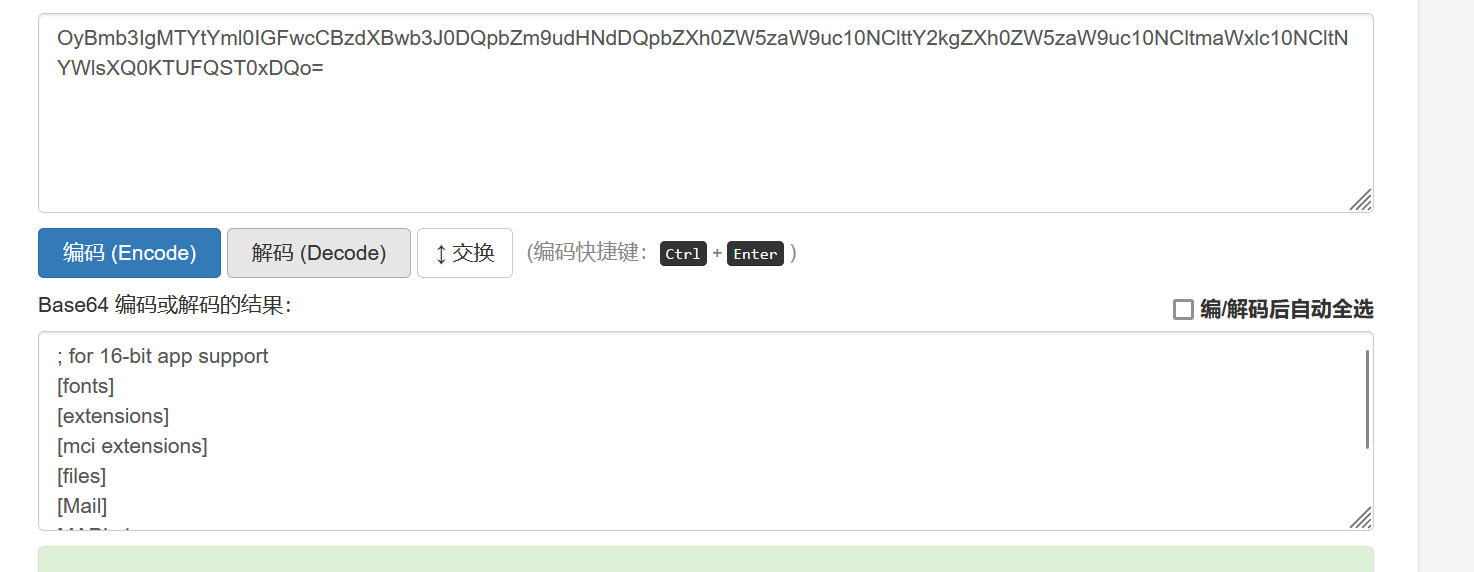 OyBmb3IgMTYtYml0IGFwcCBzdXBwb3J0DQpbZm9udHNdDQpbZXh0ZW5zaW9uc10NClttY2kgZXh0ZW5zaW9uc10NCltmaWxlc10NCltN
YWlsXQ0KTUFQST0xDQo=
编码 (Encode) 解码 (Decode) ↕ 交换 (编码快捷键: Ctrl + Enter )
Base64 编码或解码的结果: 编/解码后自动全选
; for 16-bit app support
[fonts]
[extensions]
[mci extensions]
[files]
[Mail]